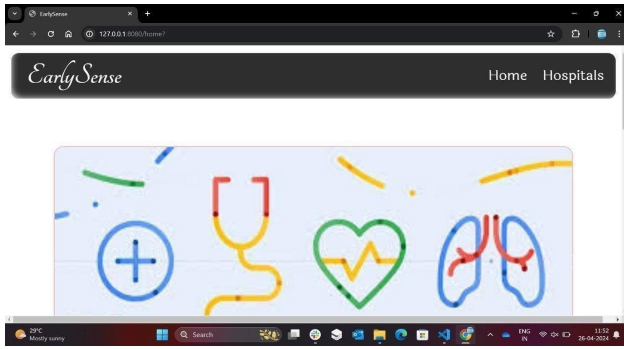 EarlySense
127.0.0.1:8080/home?
EarlySense
Home Hospitals
29°C
Mostly sunny
Search
ENG
IN
11:52
26-04-2024